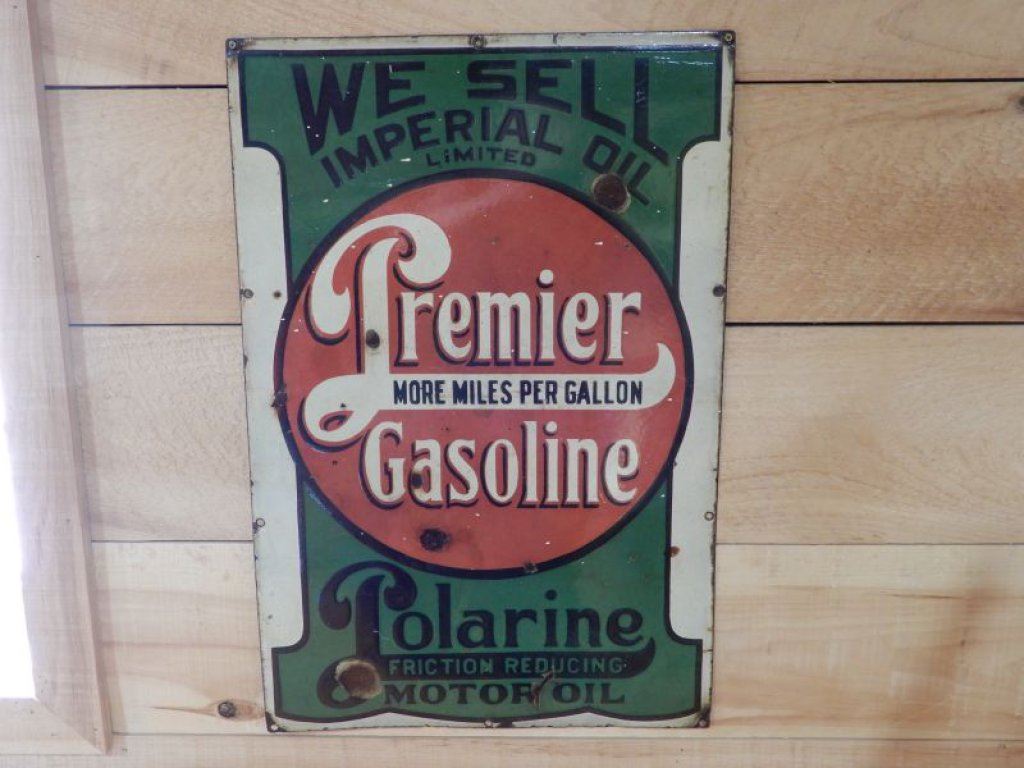 WE SELL
IMPERIAL OIL
LIMITED
Premier
MORE MILES PER GALLON
Gasoline
Polarine
FRICTION REDUCING
MOTOR OIL